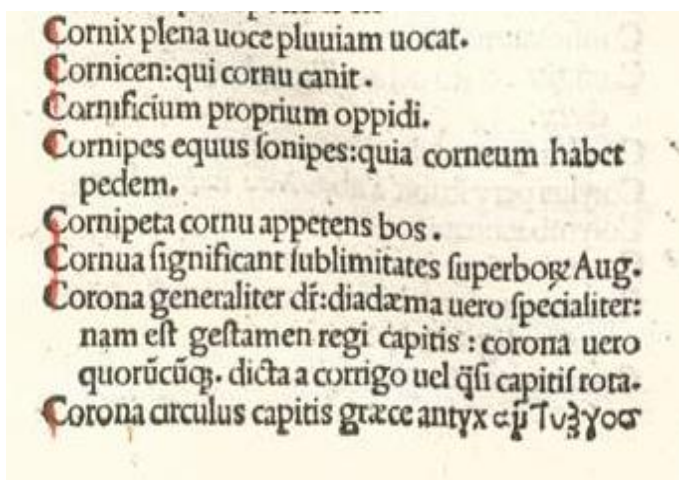 Cornix plena uoce pluuiam uocat.
Cornicen:qui cornu canit.
Cornificium proprium oppidi.
Cornipes equus sonipes:quia corneum habet
pedem.
Cornipeta cornu appetens bos.
Cornua significant sublimitates superboꝝ Aug.
Corona generaliter dr̄:diadæma uero specialiter:
nam est gestamen regi capitis : corona uero
quorūcūqꝫ. dicta a corrigo uel q̄si capitis rota.
Corona circulus capitis græce antyx